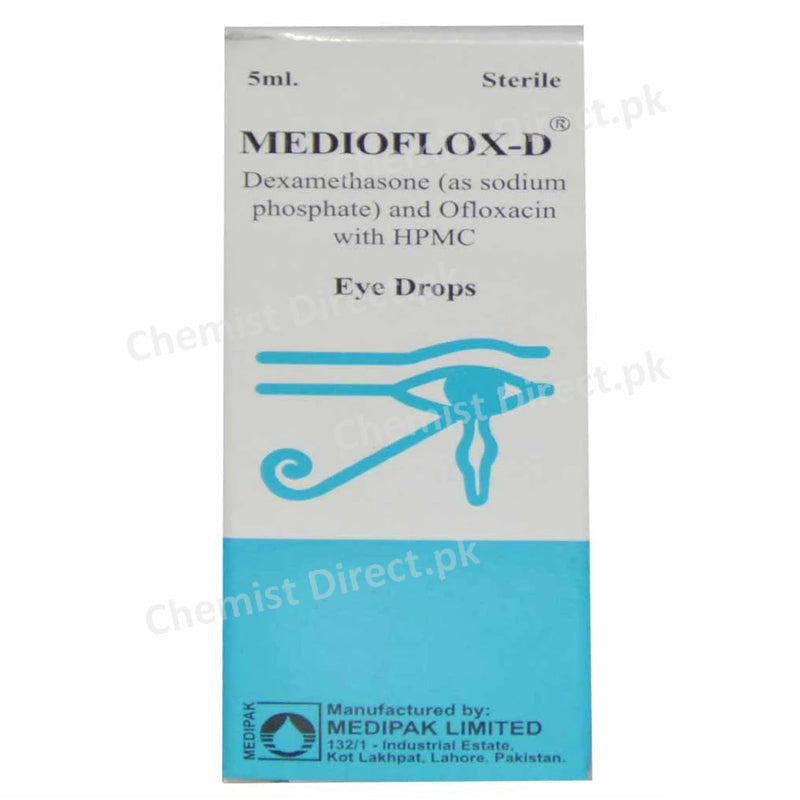 5ml. Sterile
MEDIOFLOX-D®
Dexamethasone (as sodium
phosphate) and Ofloxacin
with HPMC
Eye Drops
Chemist Direct.pk
Chemist Direct.pk
Chemist Direct.pk
Chemist Direct.pk
MEDIPAK
Manufactured by:
MEDIPAK LIMITED
132/1 - Industrial Estate,
Kot Lakhpat, Lahore. Pakistan.